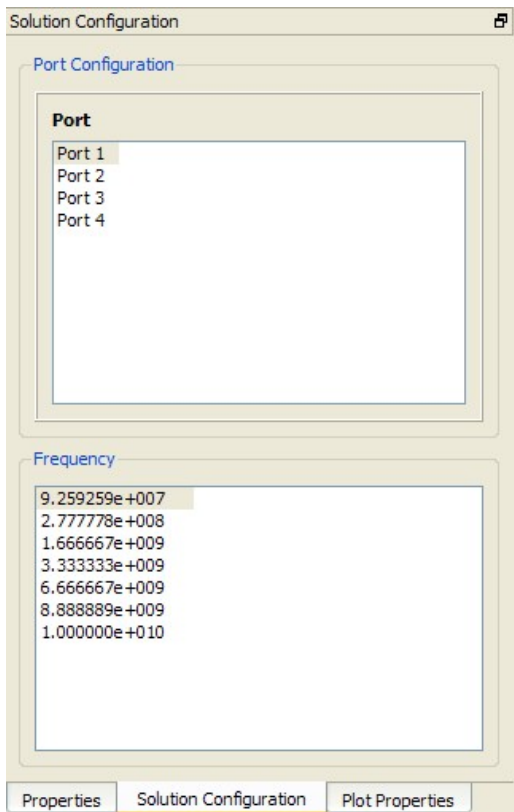 Solution Configuration
Port Configuration
Port
Port 1
Port 2
Port 3
Port 4
Frequency
9.259259e+007
2.777778e+008
1.666667e+009
3.333333e+009
6.666667e+009
8.888889e+009
1.000000e+010
Properties Solution Configuration Plot Properties